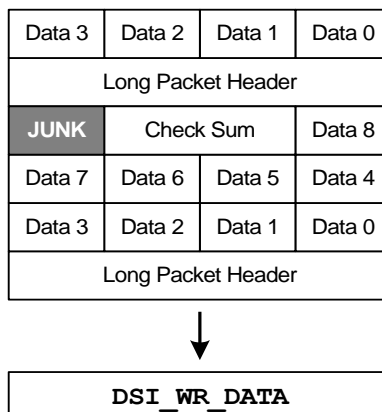 Data 3 Data 2 Data 1 Data 0
Long Packet Header
JUNK Check Sum Data 8
Data 7 Data 6 Data 5 Data 4
Data 3 Data 2 Data 1 Data 0
Long Packet Header
DSI_WR_DATA